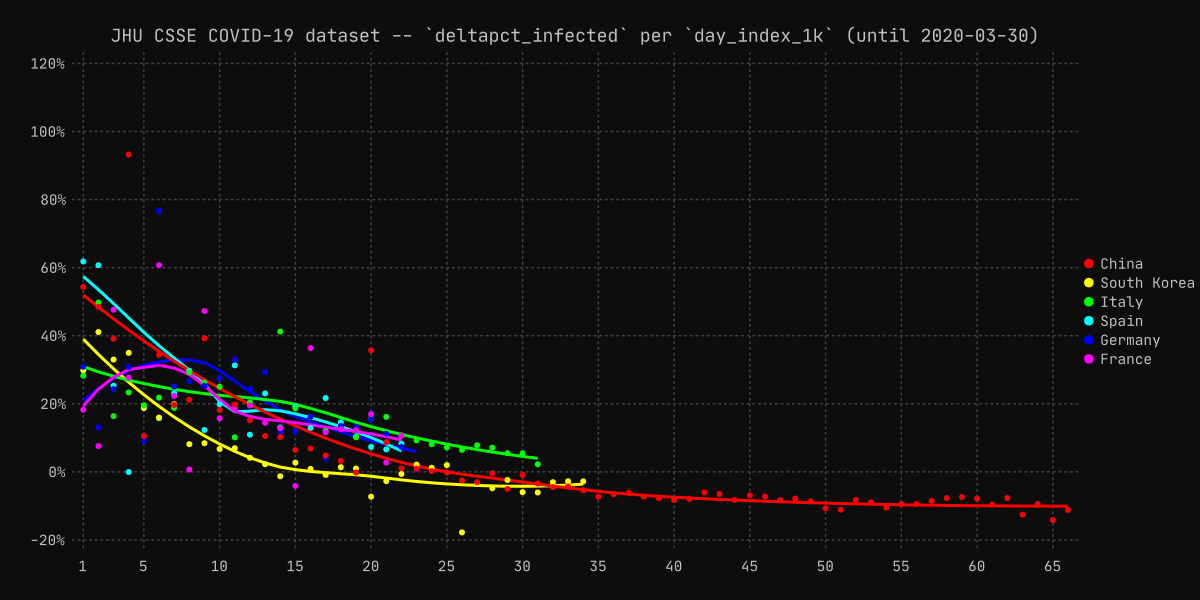 JHU CSSE COVID-19 dataset -- `deltapct_infected` per `day_index_1k` (until 2020-03-30)
120%
100%
80%
60%
40%
20%
0%
-20%
1 5 10 15 20 25 30 35 40 45 50 55 60 65
China
South Korea
Italy
Spain
Germany
France